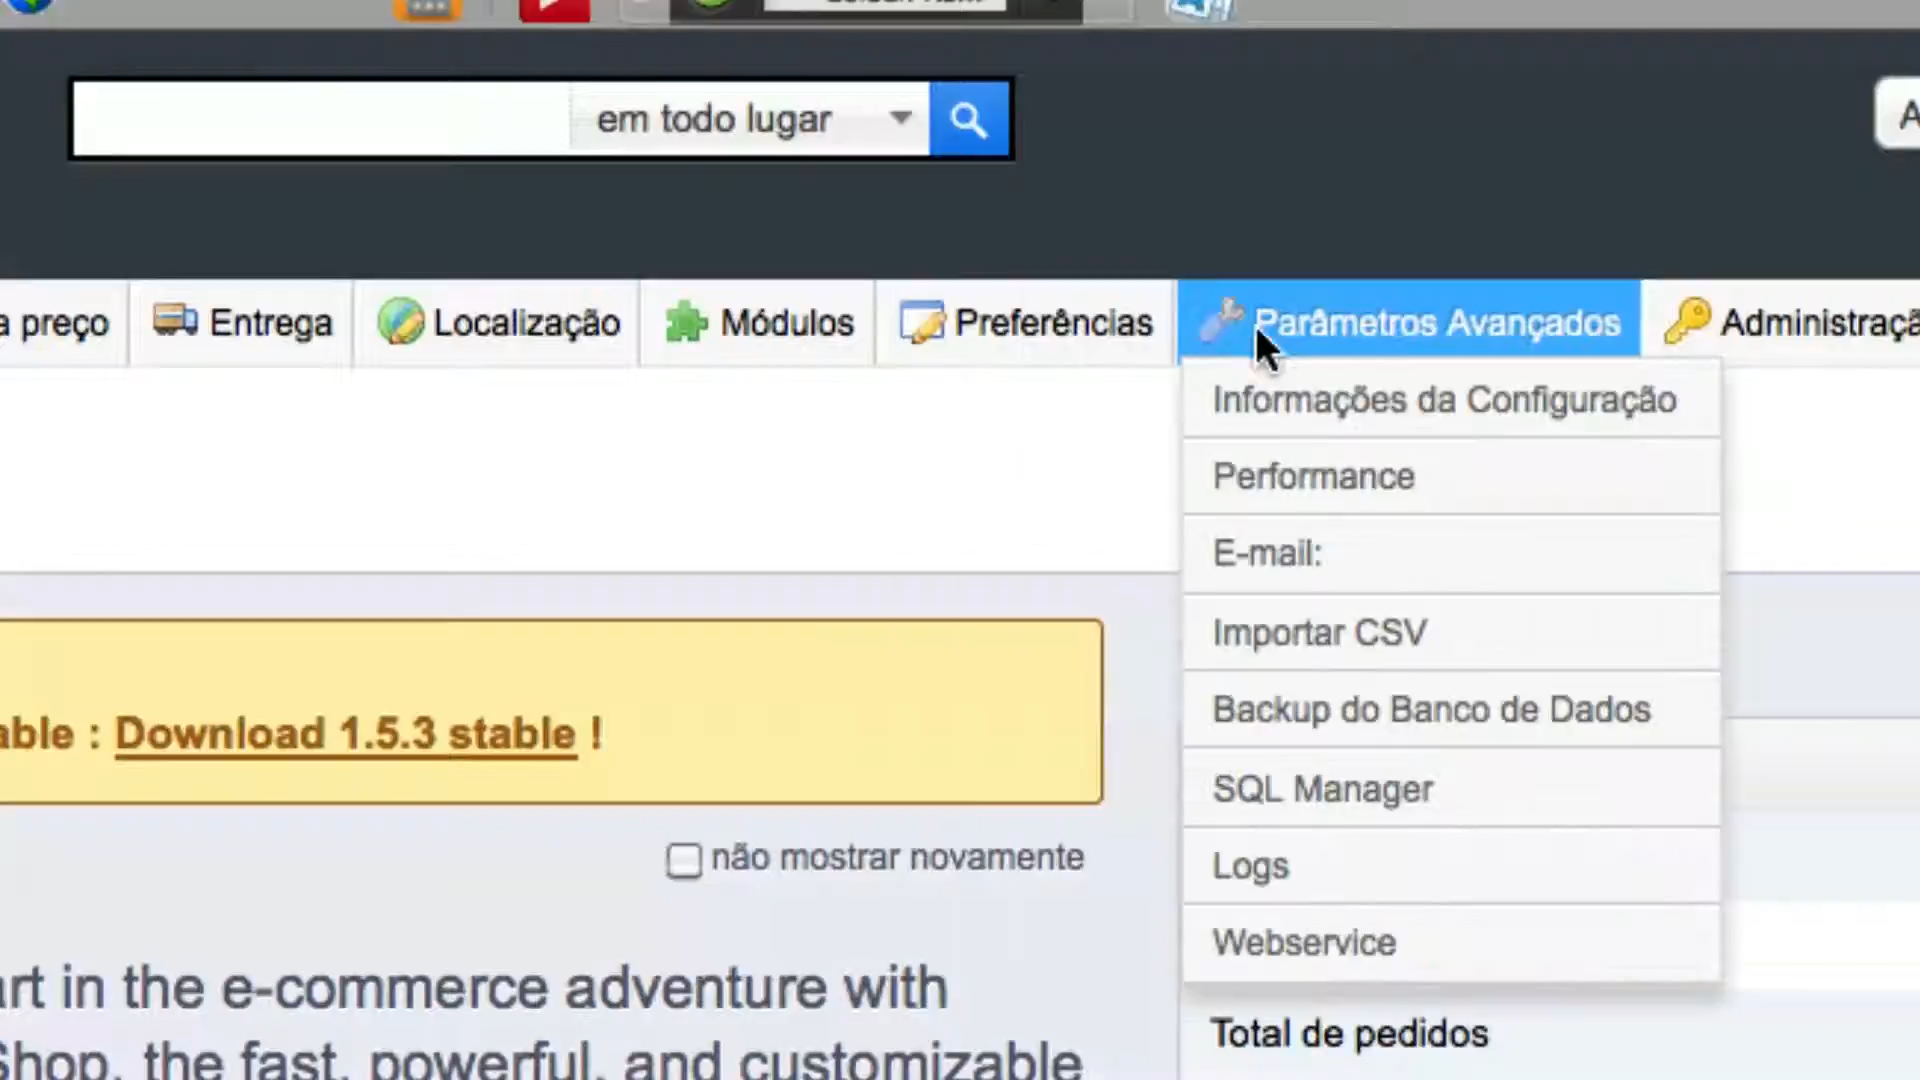 em todo lugar
A
a preço
Entrega
Localização
Módulos
Preferências
Parâmetros Avançados
Administraçã
Informações da Configuração
Performance
E-mail:
Importar CSV
Backup do Banco de Dados
SQL Manager
Logs
Webservice
able : Download 1.5.3 stable !
não mostrar novamente
art in the e-commerce adventure with
Shop, the fast, powerful, and customizable
Total de pedidos